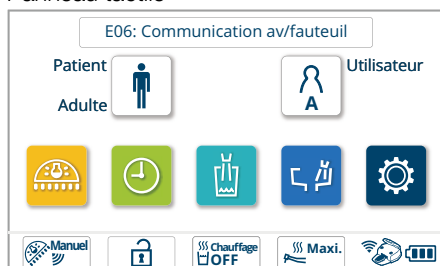 E06: Communication av/fauteuil
Patient
Adulte
Utilisateur
A
Manuel
Chauffage
OFF
Maxi.